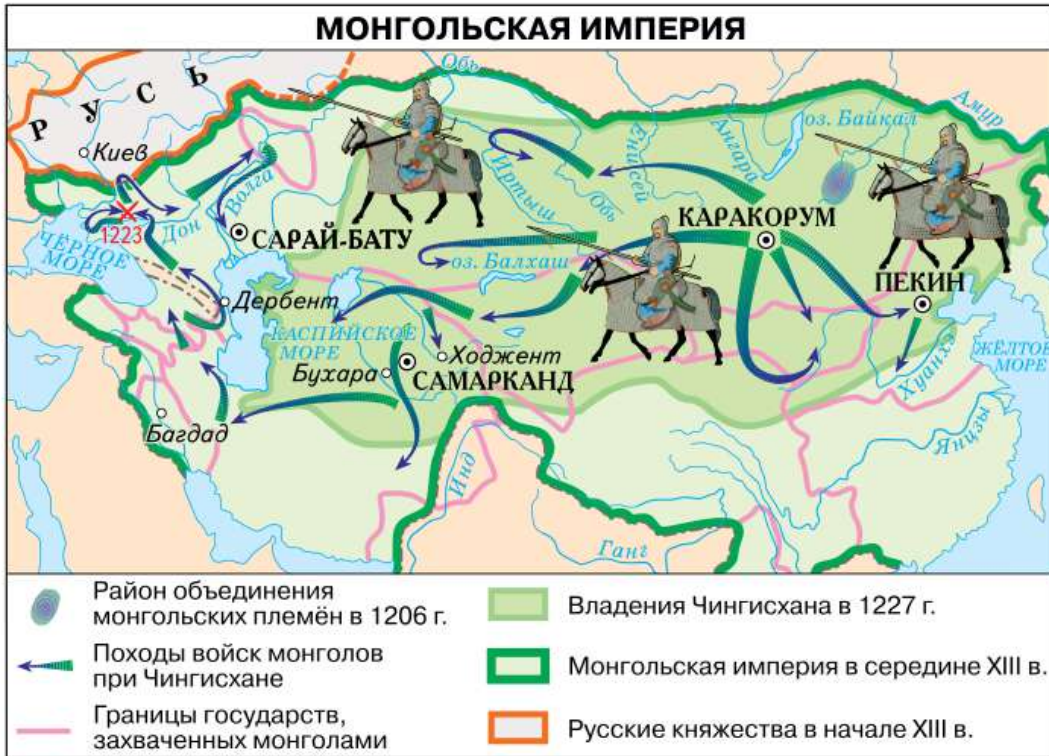 МОНГОЛЬСКАЯ ИМПЕРИЯ
РУСЬ
Обь
Киев
Волга
Дон
1223
ЧЁРНОЕ
МОРЕ
САРАЙ-БАТУ
Дербент
КАСПИЙСКОЕ
МОРЕ
Багдад
Бухара
САМАРКАНД
Ходжент
оз. Балхаш
Иртыш
Обь
Енисей
Ангара
оз. Байкал
Амур
КАРАКОРУМ
ПЕКИН
Хуанхэ
ЖЁЛТОЕ
МОРЕ
Янцзы
Инд
Ганг
Район объединения
монгольских племён в 1206 г.
Походы войск монголов
при Чингисхане
Границы государств,
захваченных монголами
Владения Чингисхана в 1227 г.
Монгольская империя в середине XIII в.
Русские княжества в начале XIII в.